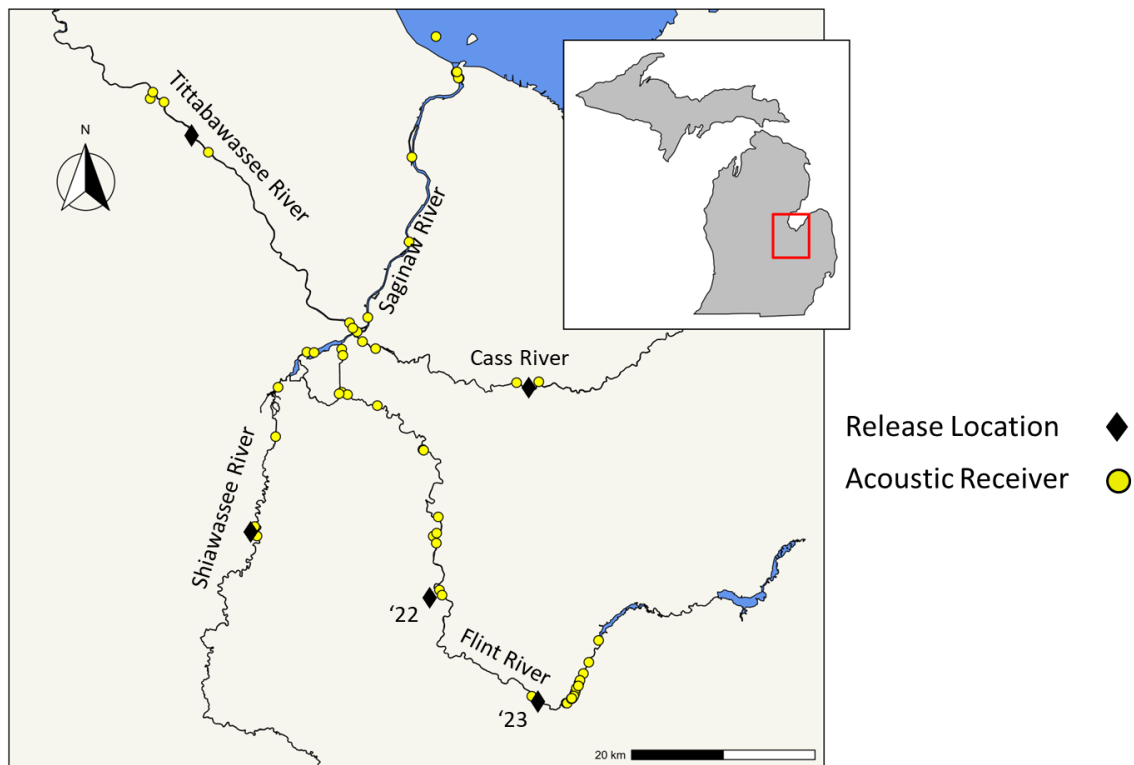 N
Tittabawassee River
Saginaw River
Cass River
Release Location
Acoustic Receiver
Shiawassee River
‘22
Flint River
‘23
20 km